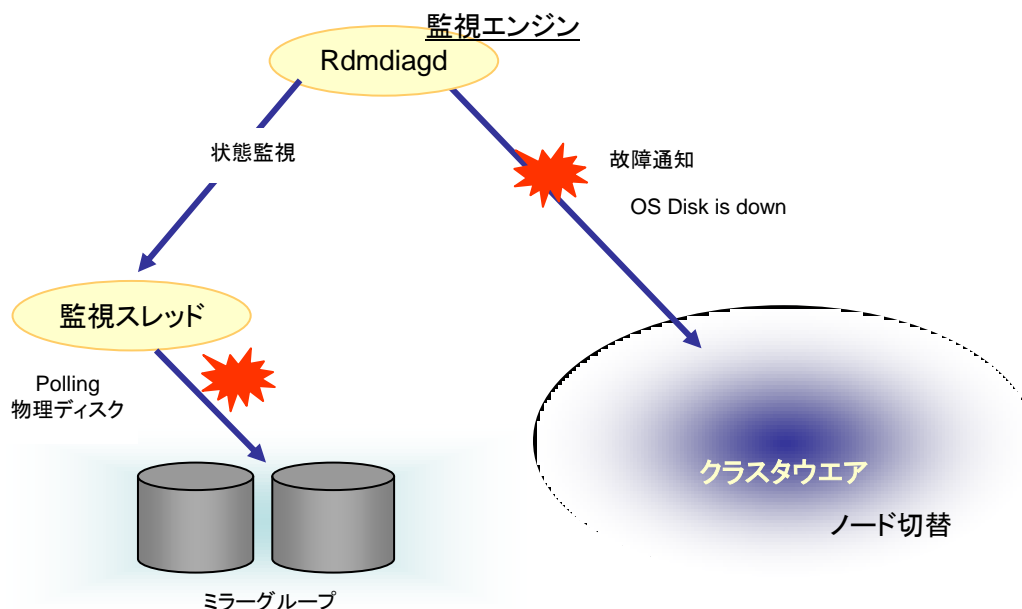 監視エンジン
Rdmdiagd
状態監視
故障通知
OS Disk is down
監視スレッド
Polling
物理ディスク
クラスタウエア
ノード切替
ミラーグループ